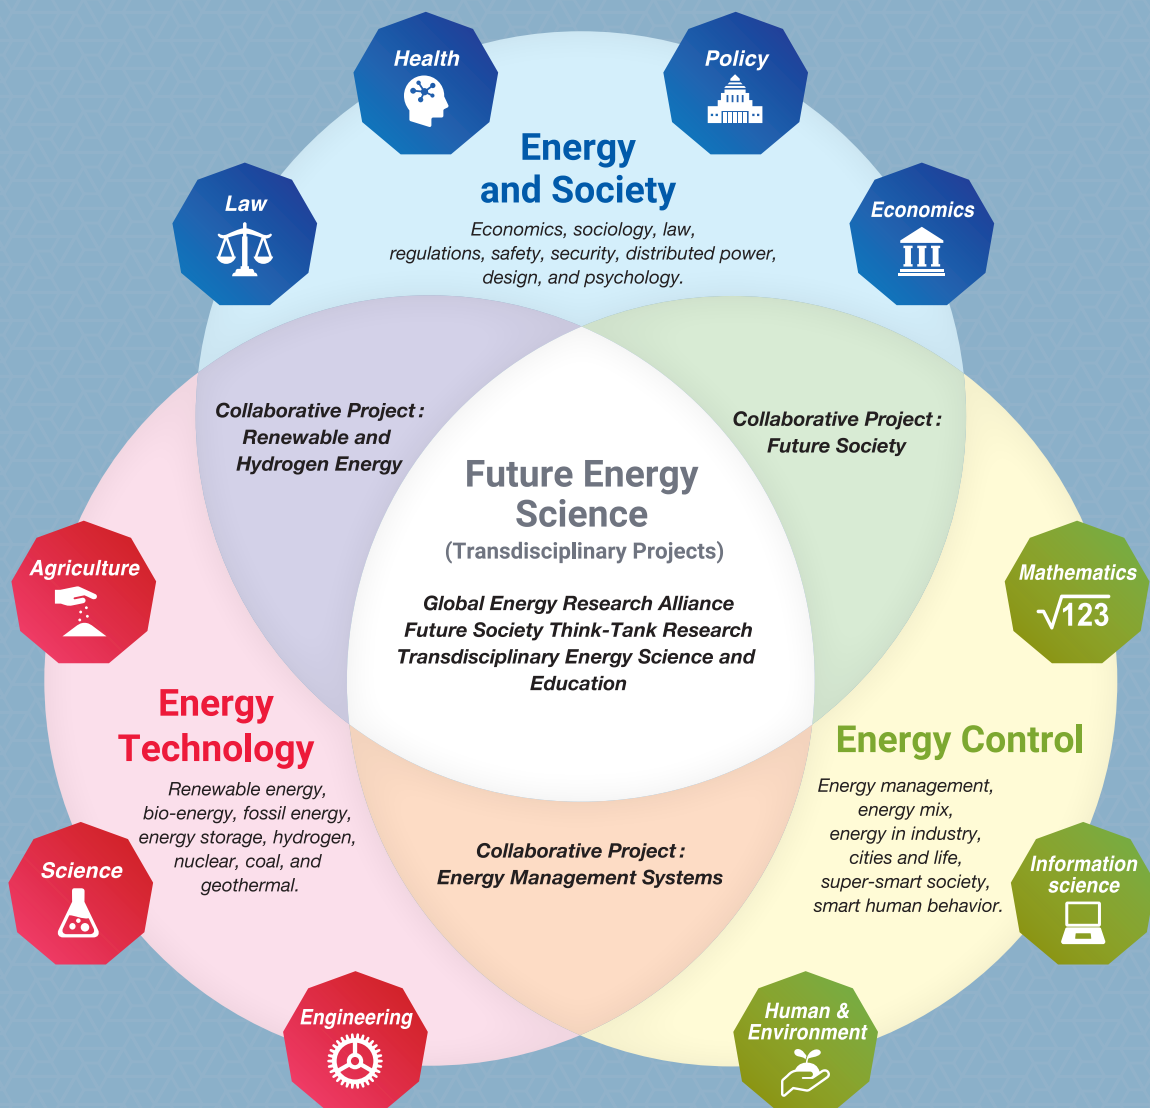 Health
Policy
Law
Economics
Energy
and Society
Economics, sociology, law,
regulations, safety, security, distributed power,
design, and psychology.
Collaborative Project :
Renewable and
Hydrogen Energy
Collaborative Project :
Future Society
Future Energy
Science
(Transdisciplinary Projects)
Global Energy Research Alliance
Future Society Think-Tank Research
Transdisciplinary Energy Science and
Education
Agriculture
Mathematics
√123
Energy
Technology
Renewable energy,
bio-energy, fossil energy,
energy storage, hydrogen,
nuclear, coal, and
geothermal.
Energy Control
Energy management,
energy mix,
energy in industry,
cities and life,
super-smart society,
smart human behavior.
Science
Information
science
Collaborative Project :
Energy Management Systems
Engineering
Human &
Environment